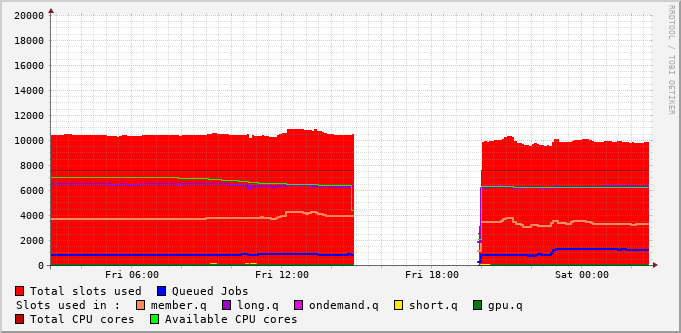 20000
18000
16000
14000
12000
10000
8000
6000
4000
2000
0
Fri 06:00 Fri 12:00 Fri 18:00 Sat 00:00
Total slots used Queued Jobs
Slots used in : member.q long.q ondemand.q short.q gpu.q
Total CPU cores Available CPU cores
RRDTOOL / TOBI OETIKER